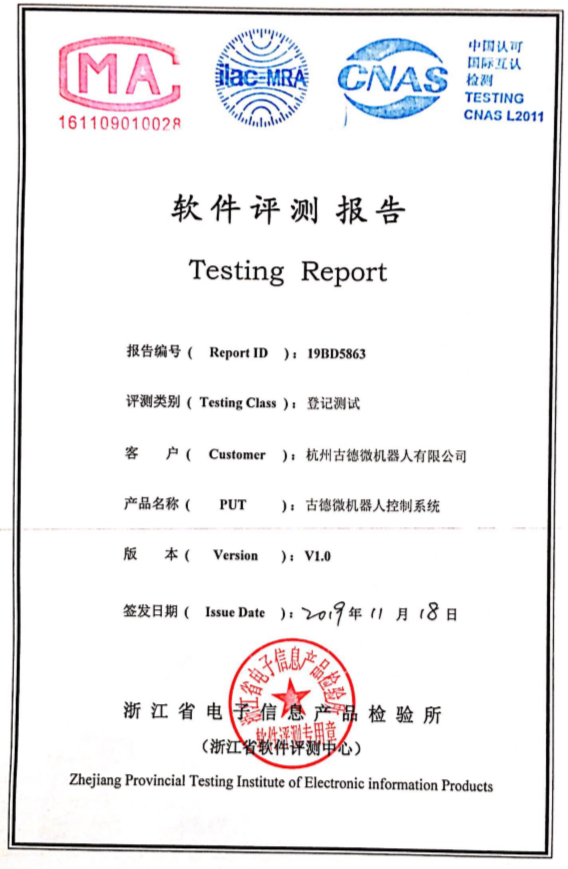 MA
161109010028
ilac-MRA
CNAS
中国认可
国际互认
检测
TESTING
CNAS L2011
软件评测报告
Testing Report
报告编号( Report ID ): 19BD5863
评测类别( Testing Class ): 登记测试
客 户( Customer ): 杭州古德微机器人有限公司
产品名称( PUT ): 古德微机器人控制系统
版 本( Version ): V1.0
签发日期( Issue Date ): 2019年11月18日
浙江省电子信息产品检验所
软件评测专用章
浙江省电子信息产品检验所
(浙江省软件评测中心)
Zhejiang Provincial Testing Institute of Electronic information Products